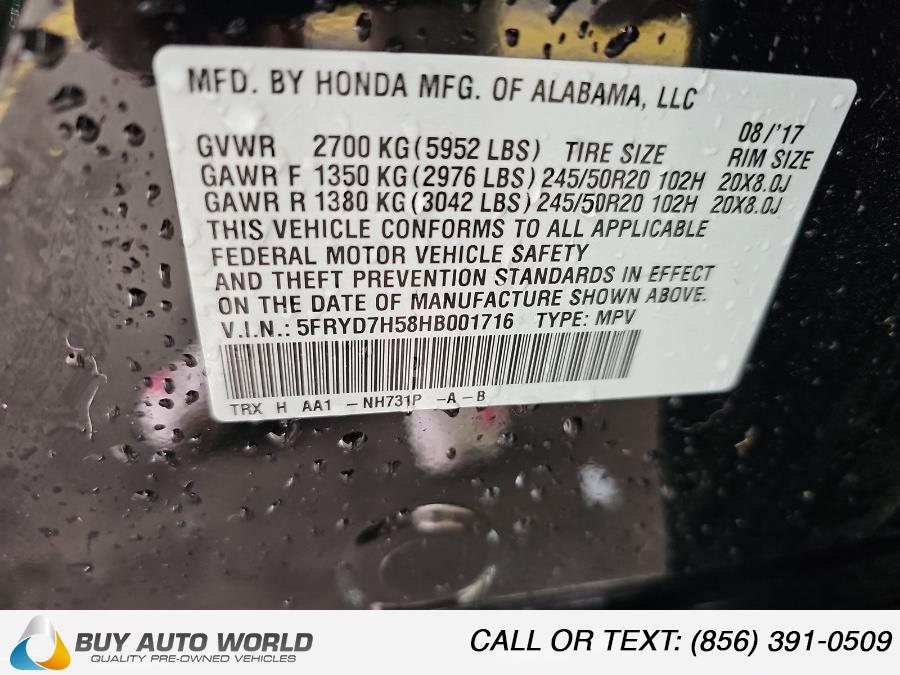 MFD. BY HONDA MFG. OF ALABAMA, LLC
08/'17
GVWR 2700 KG(5952 LBS) TIRE SIZE RIM SIZE
GAWR F 1350 KG(2976 LBS) 245/50R20 102H 20X8.0J
GAWR R 1380 KG(3042 LBS) 245/50R20 102H 20X8.0J
THIS VEHICLE CONFORMS TO ALL APPLICABLE
FEDERAL MOTOR VEHICLE SAFETY
AND THEFT PREVENTION STANDARDS IN EFFECT
ON THE DATE OF MANUFACTURE SHOWN ABOVE.
V.I.N.: 5FRYD7H58HB001716 TYPE: MPV
TRX H AA1 -NH731P -A-B
BUY AUTO WORLD
QUALITY PRE-OWNED VEHICLES
CALL OR TEXT: (856) 391-0509